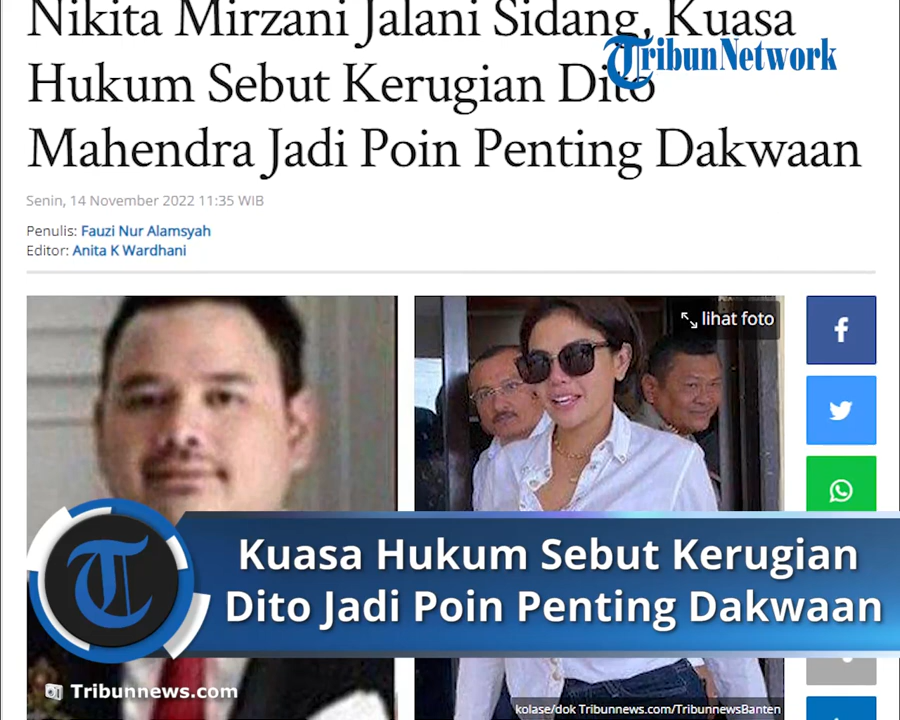 Nikita Mirzani Jalani Sidang, Kuasa
TribunNetwork
Hukum Sebut Kerugian Dito
Mahendra Jadi Poin Penting Dakwaan
Senin, 14 November 2022 11:35 WIB
Penulis: Fauzi Nur Alamsyah
Editor: Anita K Wardhani
lihat foto
Kuasa Hukum Sebut Kerugian
Dito Jadi Poin Penting Dakwaan
Tribunnews.com
kolase/dok Tribunnews.com/TribunnewsBanten